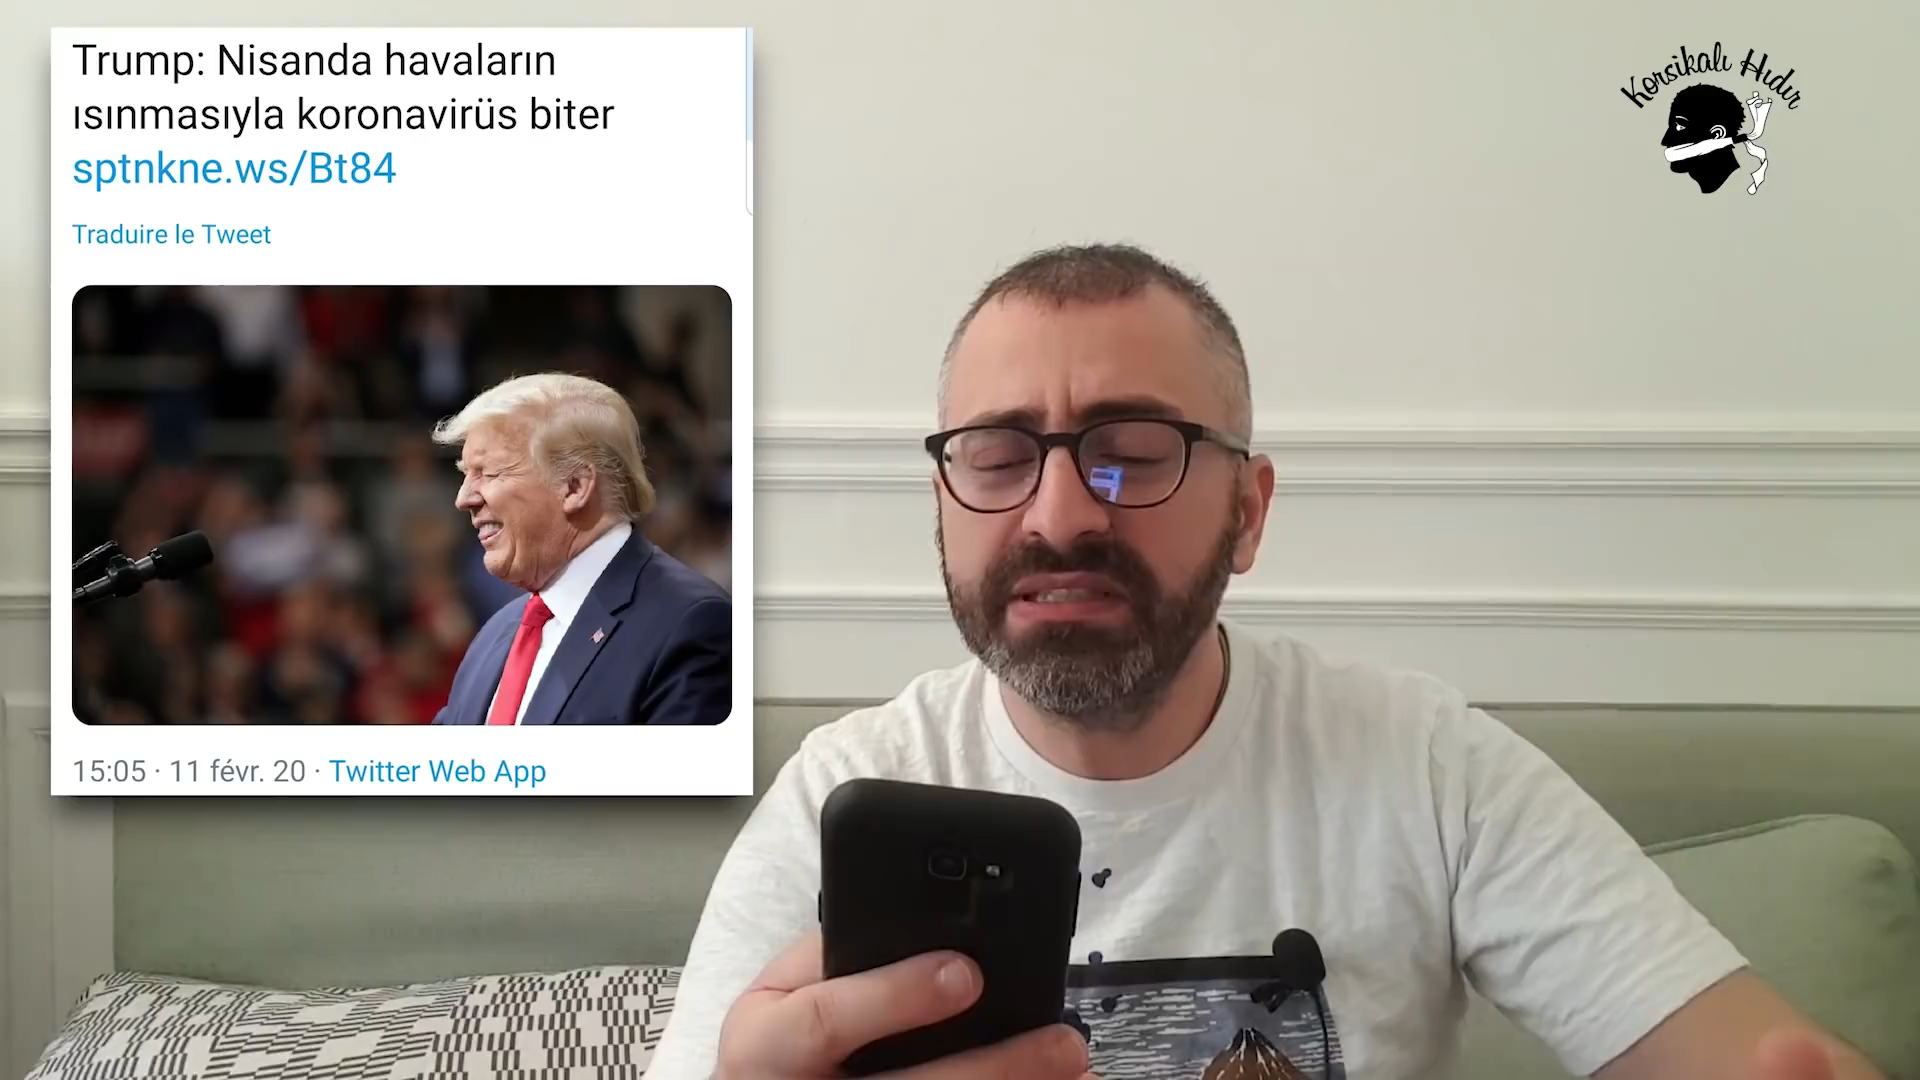 Trump: Nisanda havaların
ısınmasıyla koronavirüs biter
sptnkne.ws/Bt84
Traduire le Tweet
15:05 · 11 févr. 20 · Twitter Web App
Korsikalı Hıdır